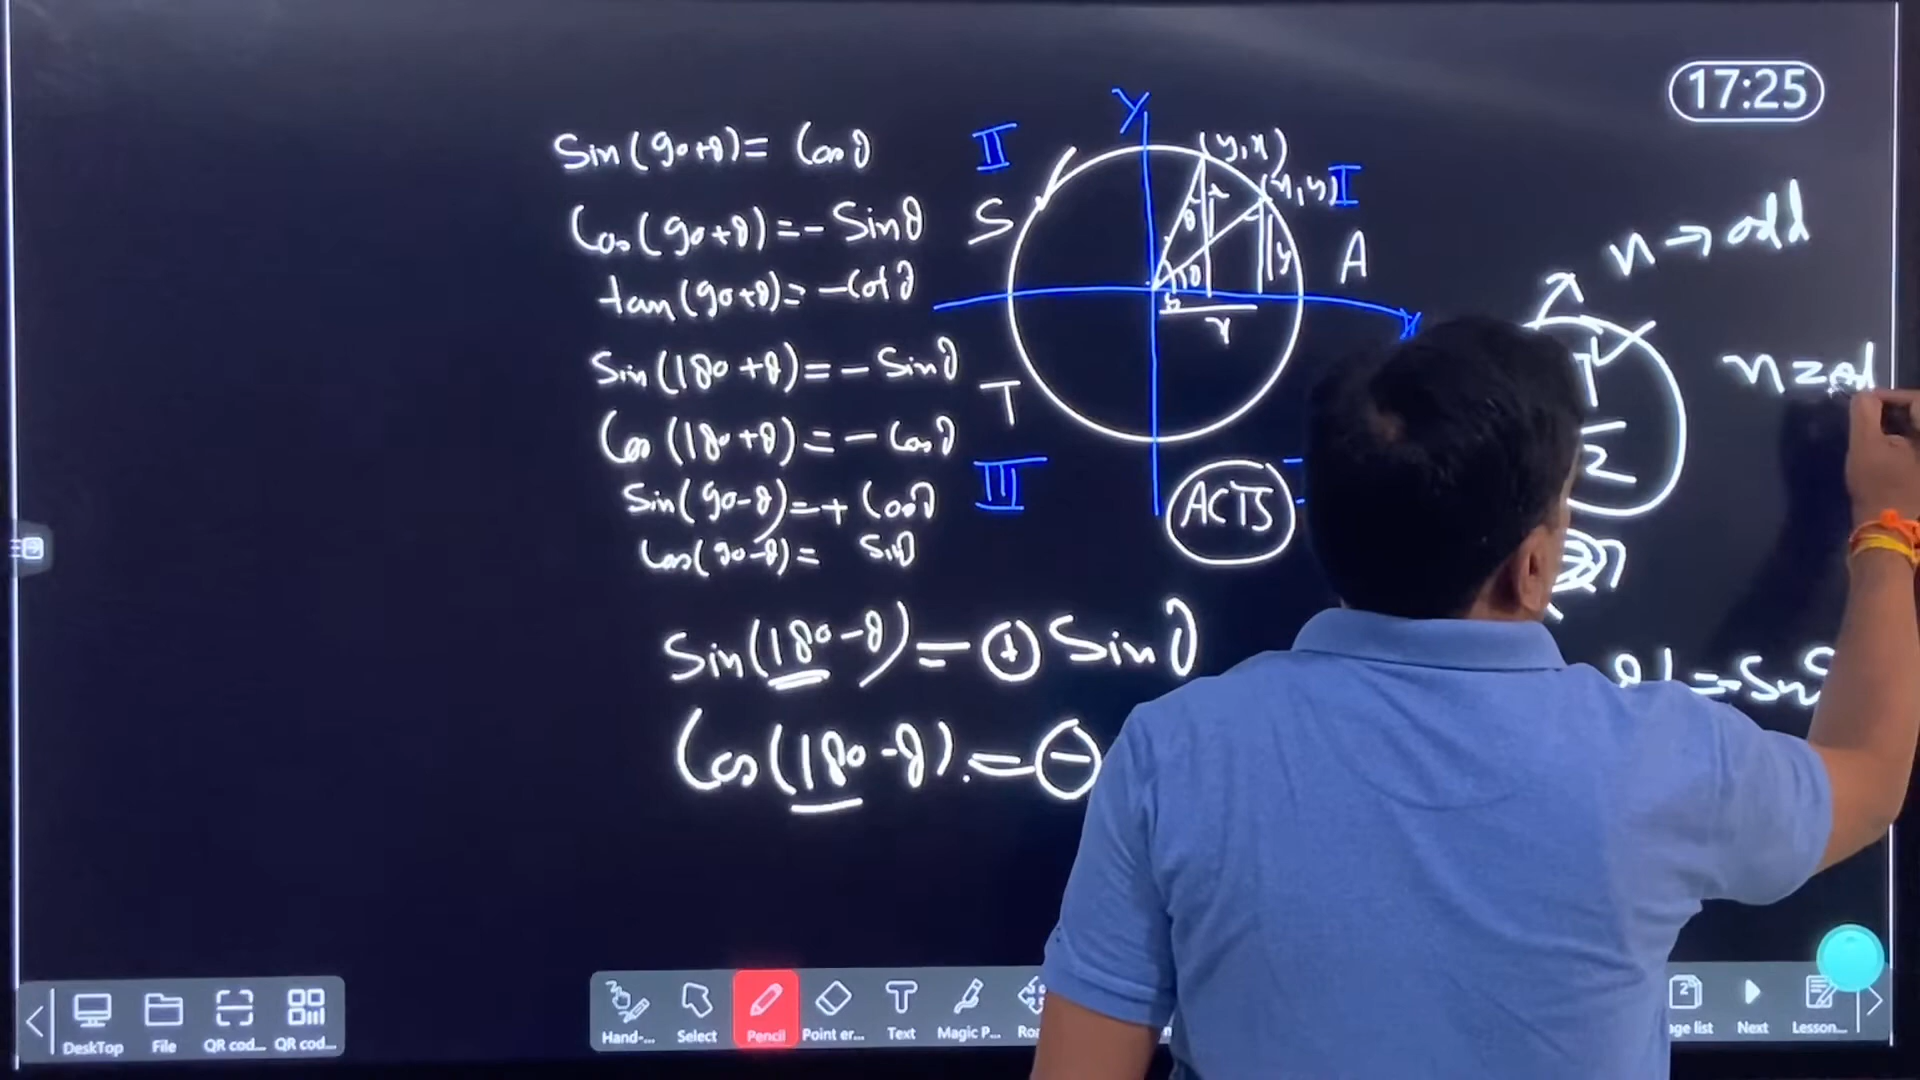 17:25
Sin(90+θ)= Cosθ
Cos(90+θ)=- Sinθ
tan(90+θ)= -Cotθ
Sin(180+θ)=- Sinθ
Cos(180+θ)=- Cosθ
Sin(90-θ)=+ Cosθ
Cos(90-θ)= Sinθ
Sin(180-θ)=+ Sinθ
Cos(180-θ).=-
Y
II
(y,x)
(x,y)
I
S
A
θ
x
y
θ
x
T
III
ACTS
n→odd
n=od
2
DeskTop
File
QR cod...
QR cod...
Hand-...
Select
Pencil
Point er...
Text
Magic P...
Next
Lesson...